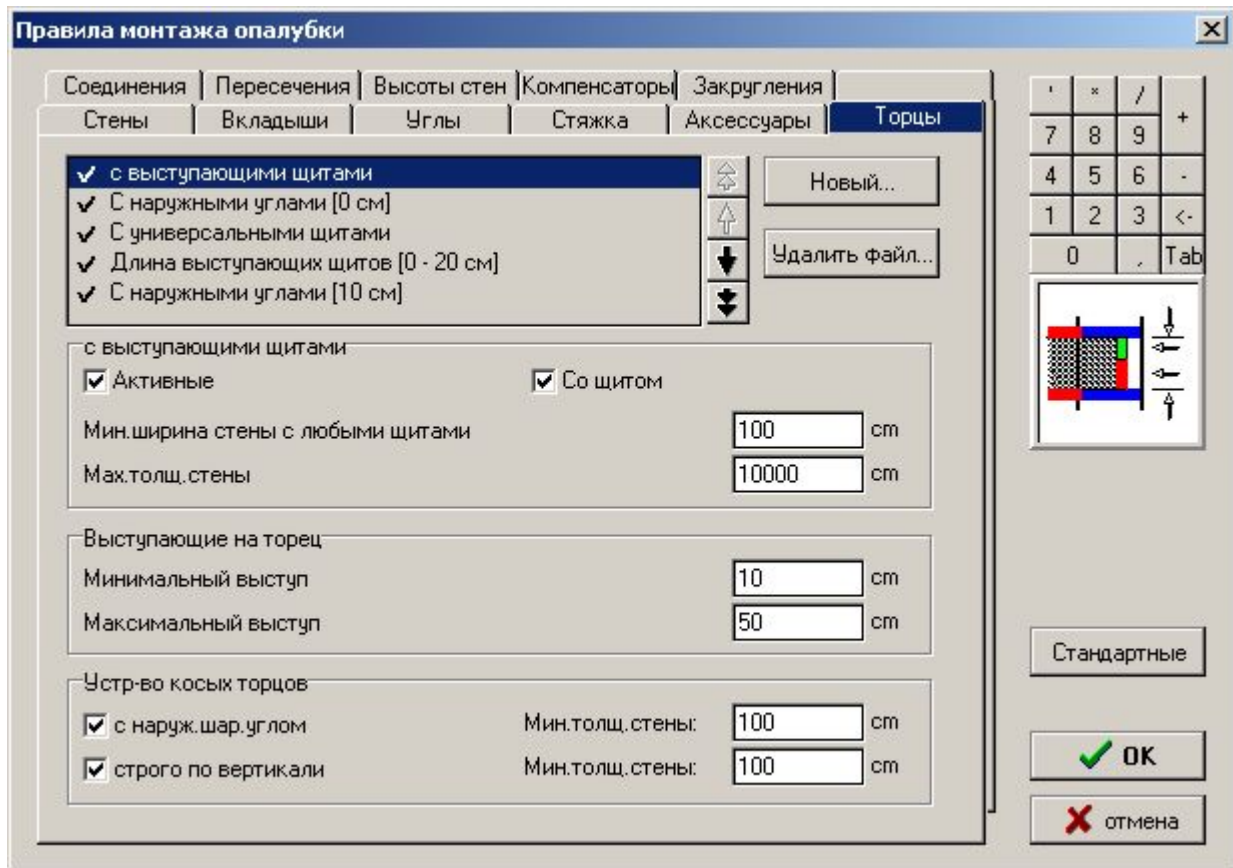 Правила монтажа опалубки
Соединения Пересечения Высоты стен Компенсаторы Закругления
Стены Вкладыши Углы Стяжка Аксессуары Торцы
с выступающими щитами
С наружными углами [0 см]
С универсальными щитами
Длина выступающих щитов [0 - 20 см]
С наружными углами [10 см]
Новый...
Удалить файл...
с выступающими щитами
Активные Со щитом
Мин.ширина стены с любыми щитами 100 cm
Мах.толщ.стены 10000 cm
Выступающие на торец
Минимальный выступ 10 cm
Максимальный выступ 50 cm
Устр-во косых торцов
с наруж.шар.углом Мин.толщ.стены: 100 cm
строго по вертикали Мин.толщ.стены: 100 cm
' * / +
7 8 9
4 5 6 -
1 2 3 <-
0 , Tab
Стандартные
OK
отмена